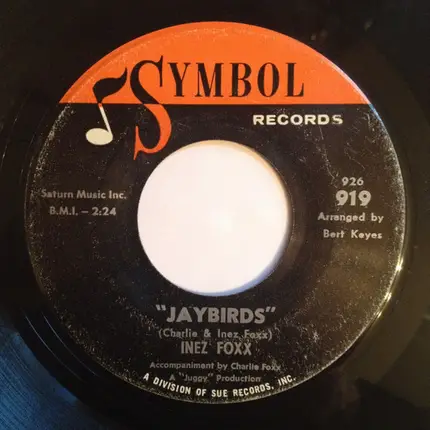 SYMBOL
RECORDS
Saturn Music Inc.
B.M.I. - 2:24
926
919
Arranged by
Bert Keyes
"JAYBIRDS"
(Charlie & Inez Foxx)
INEZ FOXX
Accompaniment by Charlie Foxx
A "Juggy" Production
A DIVISION OF SUE RECORDS, INC.